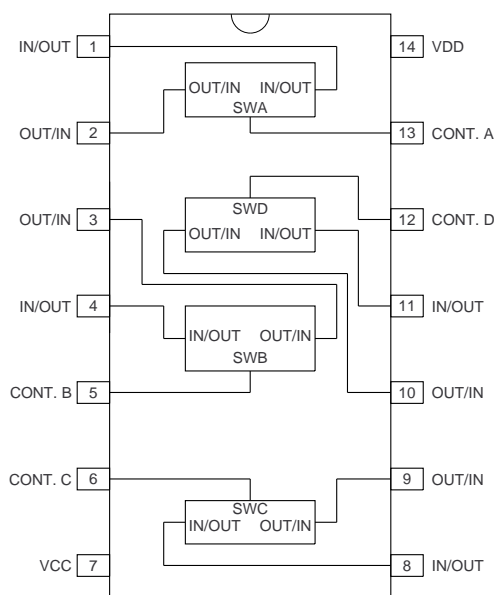 IN/OUT 1 14 VDD
OUT/IN IN/OUT
SWA
OUT/IN 2 13 CONT. A
SWD
OUT/IN 3 12 CONT. D
OUT/IN IN/OUT
IN/OUT 4 11 IN/OUT
IN/OUT OUT/IN
SWB
CONT. B 5 10 OUT/IN
CONT. C 6 9 OUT/IN
SWC
IN/OUT OUT/IN
VCC 7 8 IN/OUT